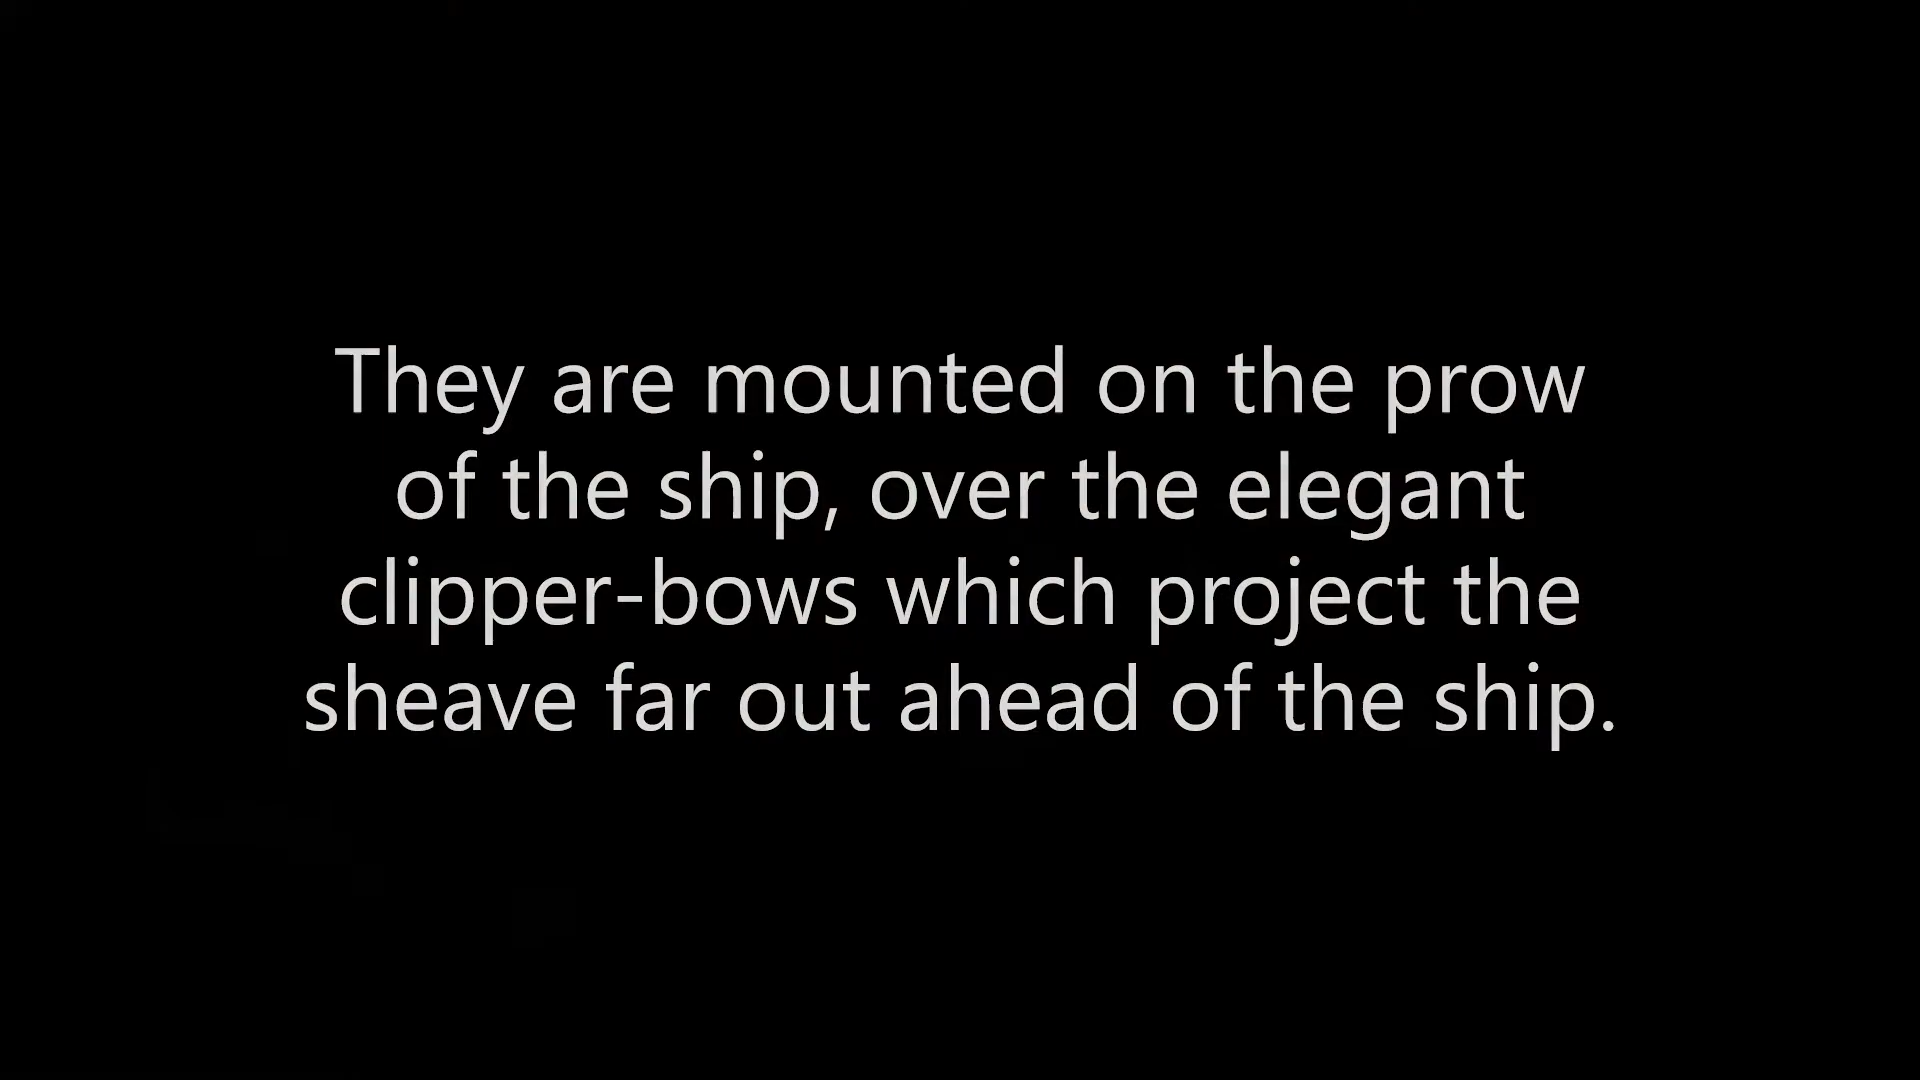 They are mounted on the prow
of the ship, over the elegant
clipper-bows which project the
sheave far out ahead of the ship.